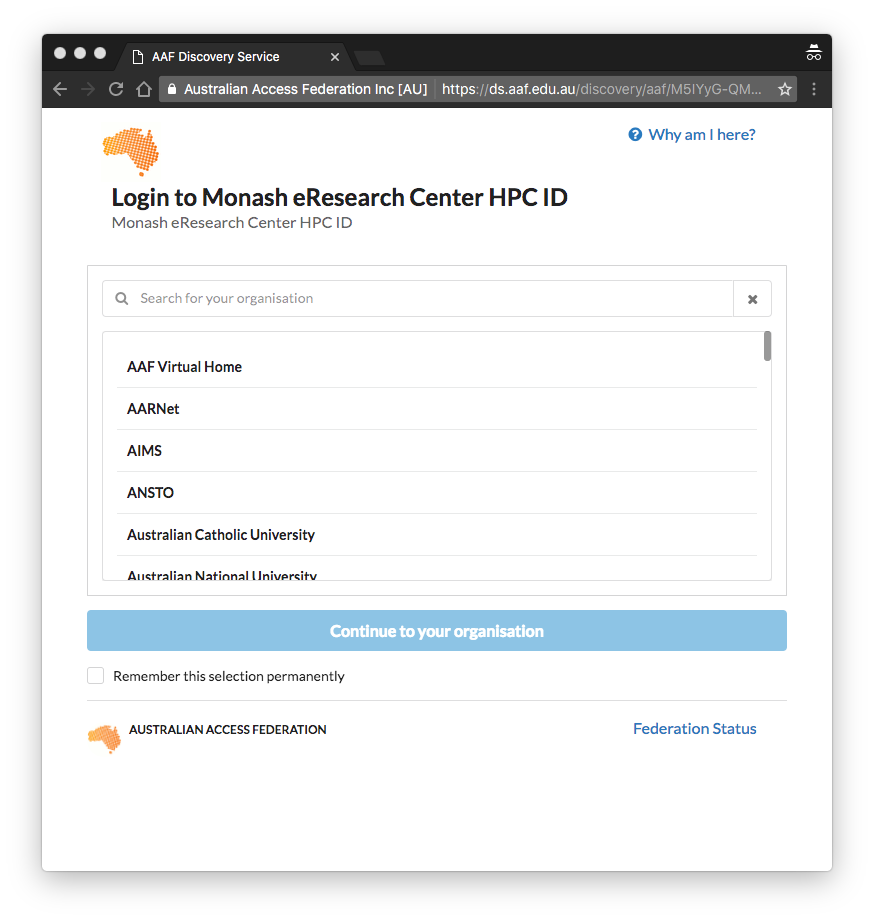 AAF Discovery Service
Australian Access Federation Inc [AU] https://ds.aaf.edu.au/discovery/aaf/M5IYyG-QM...
Why am I here?
Login to Monash eResearch Center HPC ID
Monash eResearch Center HPC ID
Search for your organisation
AAF Virtual Home
AARNet
AIMS
ANSTO
Australian Catholic University
Australian National University
Continue to your organisation
Remember this selection permanently
AUSTRALIAN ACCESS FEDERATION
Federation Status